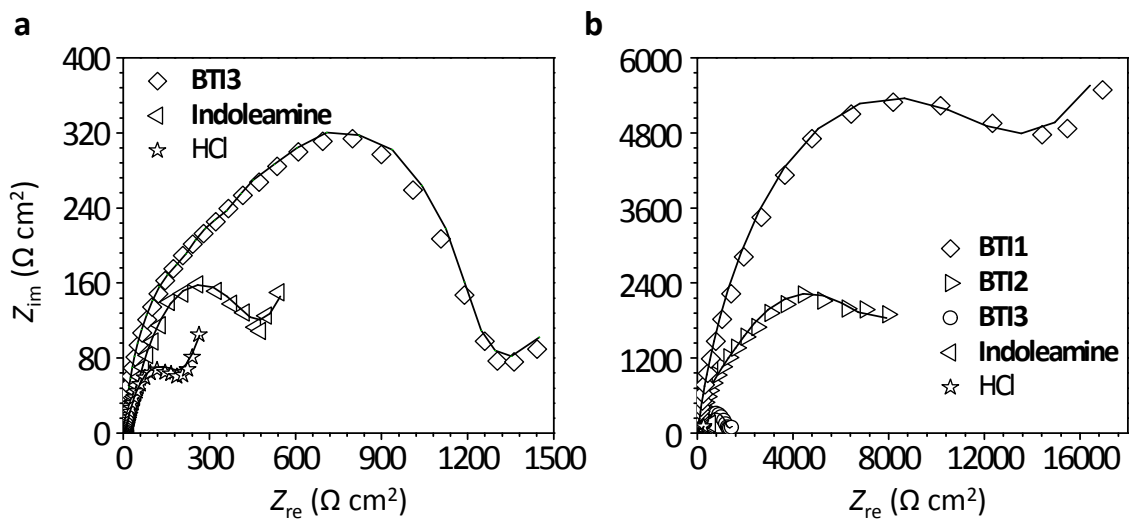 a
400
320
240
160
80
0
Z_im (Ω cm²)
BTI3
Indoleamine
HCl
0 300 600 900 1200 1500
Z_re (Ω cm²)
b
6000
4800
3600
2400
1200
0
BTI1
BTI2
BTI3
Indoleamine
HCl
0 4000 8000 12000 16000
Z_re (Ω cm²)